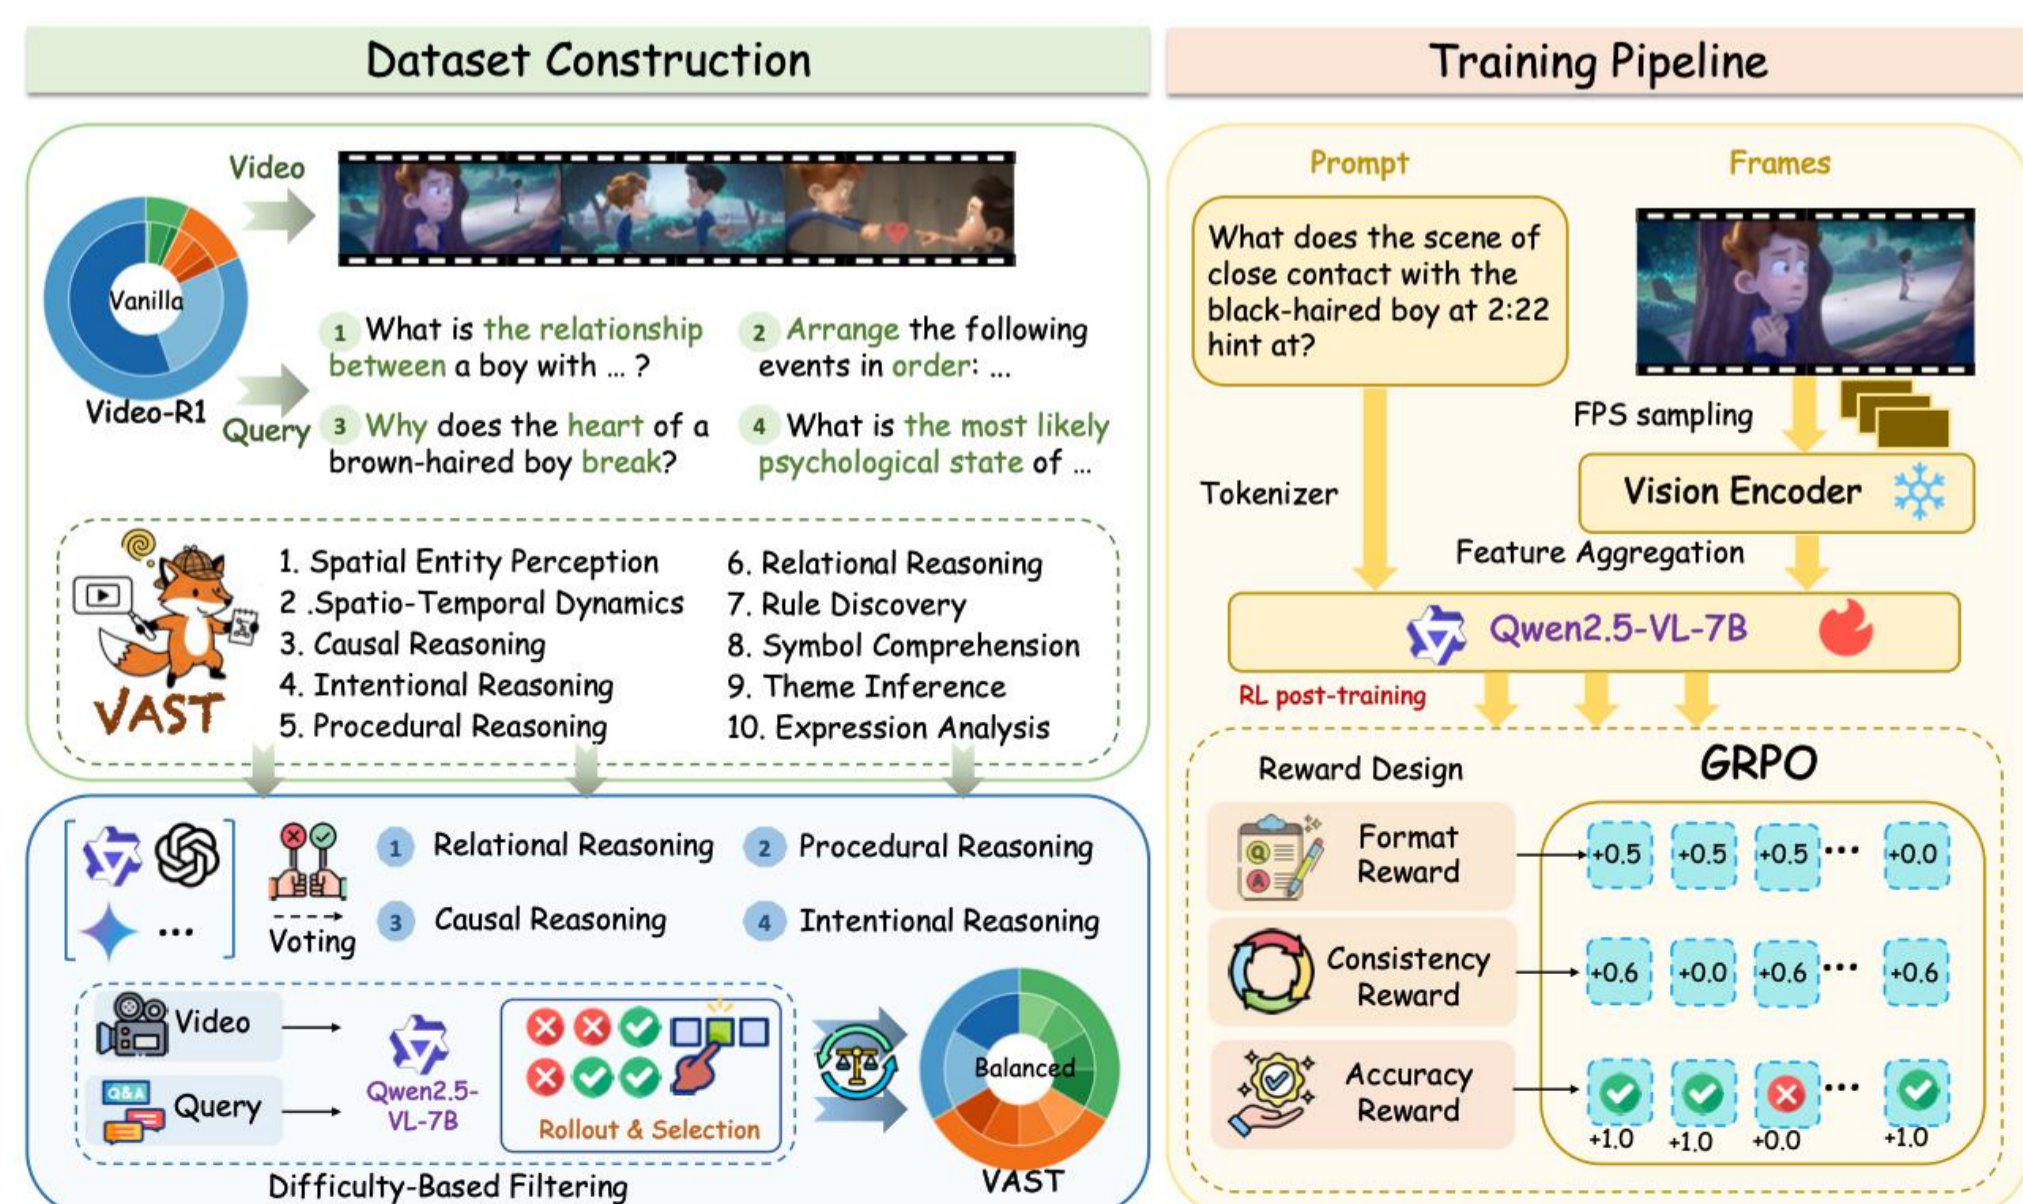 Dataset Construction
Training Pipeline
Video
Vanilla
Video-R1
Query
1 What is the relationship
between a boy with ... ?
2 Arrange the following
events in order: ...
3 Why does the heart of a
brown-haired boy break?
4 What is the most likely
psychological state of ...
VAST
1. Spatial Entity Perception
2 .Spatio-Temporal Dynamics
3. Causal Reasoning
4. Intentional Reasoning
5. Procedural Reasoning
6. Relational Reasoning
7. Rule Discovery
8. Symbol Comprehension
9. Theme Inference
10. Expression Analysis
...
Voting
1 Relational Reasoning
2 Procedural Reasoning
3 Causal Reasoning
4 Intentional Reasoning
Video
Q&A
Query
Qwen2.5-
VL-7B
Rollout & Selection
Difficulty-Based Filtering
Balanced
VAST
Prompt
Frames
What does the scene of
close contact with the
black-haired boy at 2:22
hint at?
FPS sampling
Tokenizer
Vision Encoder
Feature Aggregation
Qwen2.5-VL-7B
RL post-training
Reward Design
GRPO
Q
A
Format
Reward
+0.5 +0.5 +0.5 ... +0.0
Consistency
Reward
+0.6 +0.0 +0.6 ... +0.6
Accuracy
Reward
...
+1.0 +1.0 +0.0 +1.0